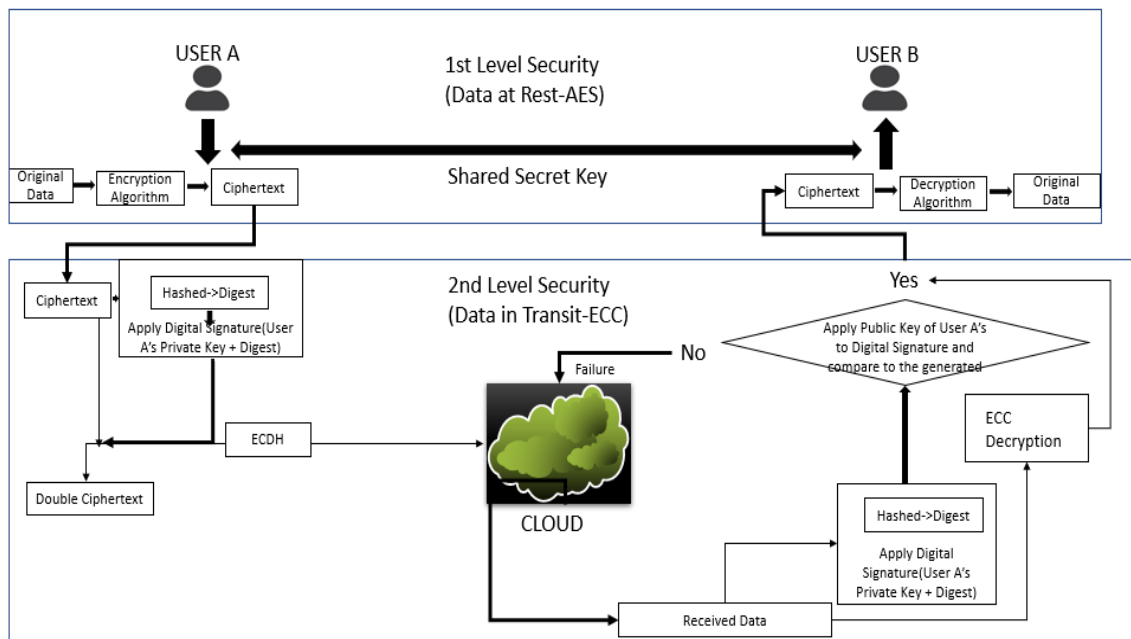 USER A
USER B
1st Level Security
(Data at Rest-AES)
Shared Secret Key
Original
Data
Encryption
Algorithm
Ciphertext
Ciphertext
Decryption
Algorithm
Original
Data
Ciphertext
Hashed->Digest
Apply Digital Signature(User
A's Private Key + Digest)
2nd Level Security
(Data in Transit-ECC)
Yes
Apply Public Key of User A's
to Digital Signature and
compare to the generated
No
Failure
ECDH
ECC
Decryption
Double Ciphertext
CLOUD
Hashed->Digest
Apply Digital
Signature(User A's
Private Key + Digest)
Received Data